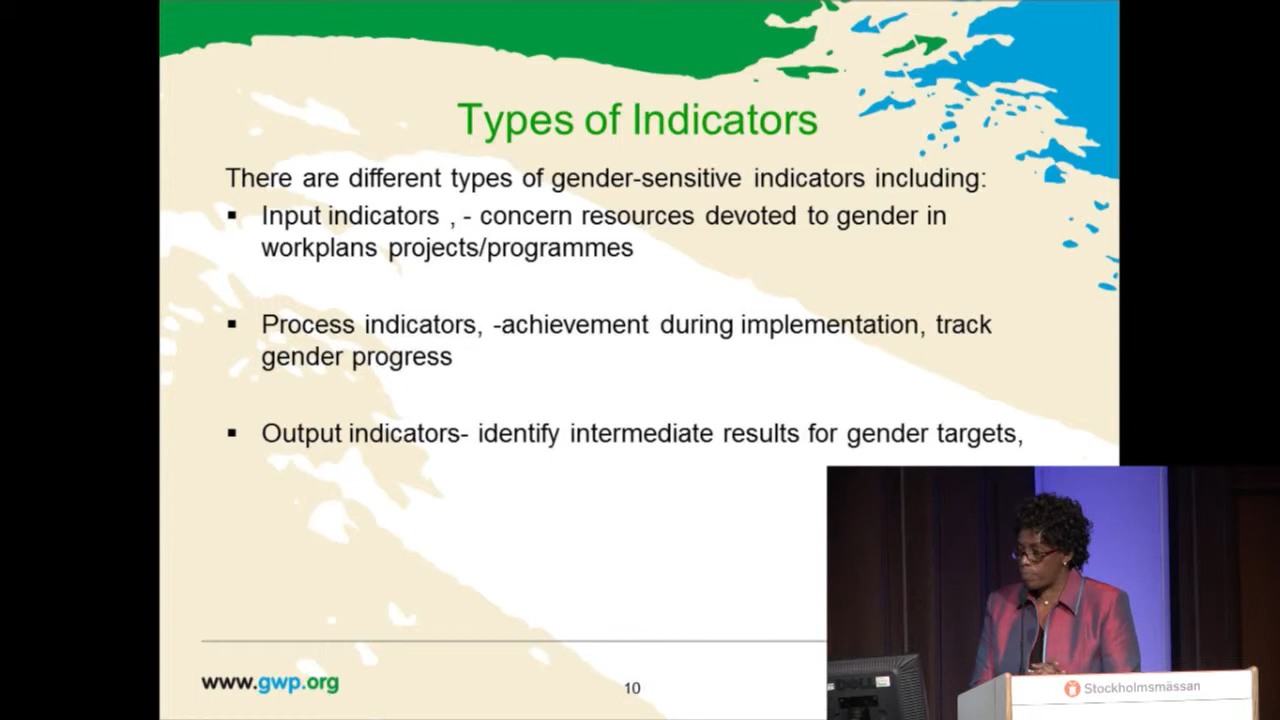 Types of Indicators
There are different types of gender-sensitive indicators including:
▪ Input indicators , - concern resources devoted to gender in
workplans projects/programmes
▪ Process indicators, -achievement during implementation, track
gender progress
▪ Output indicators- identify intermediate results for gender targets,
www.gwp.org
10
DELL
Stockholmsmässan